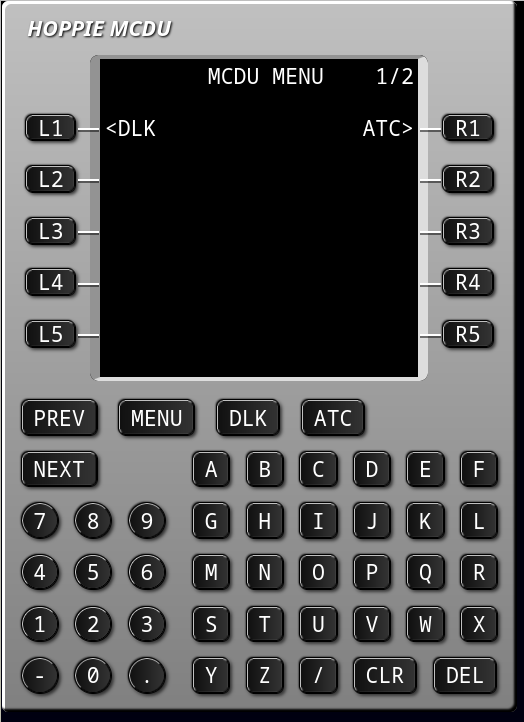 HOPPIE MCDU
MCDU MENU 1/2
L1 <DLK ATC> R1
L2 R2
L3 R3
L4 R4
L5 R5
PREV MENU DLK ATC
NEXT A B C D E F
7 8 9 G H I J K L
4 5 6 M N O P Q R
1 2 3 S T U V W X
- 0 . Y Z / CLR DEL